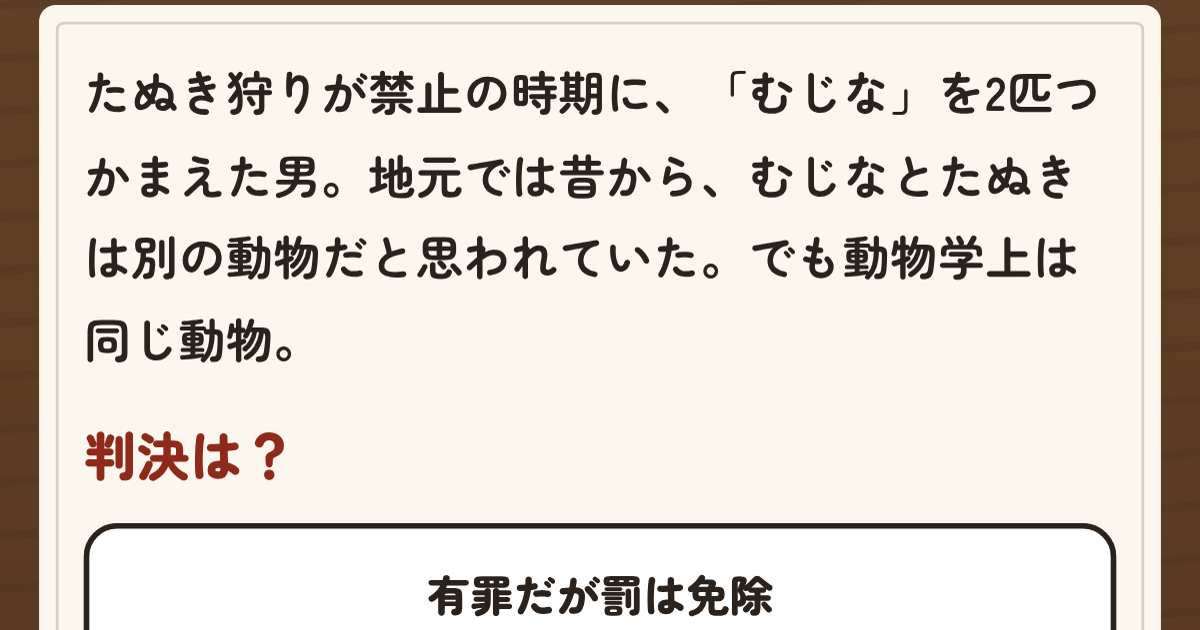 たぬき狩りが禁止の時期に、「むじな」を2匹つ
かまえた男。地元では昔から、むじなとたぬき
は別の動物だと思われていた。でも動物学上は
同じ動物。
判決は？
有罪だが罰は免除